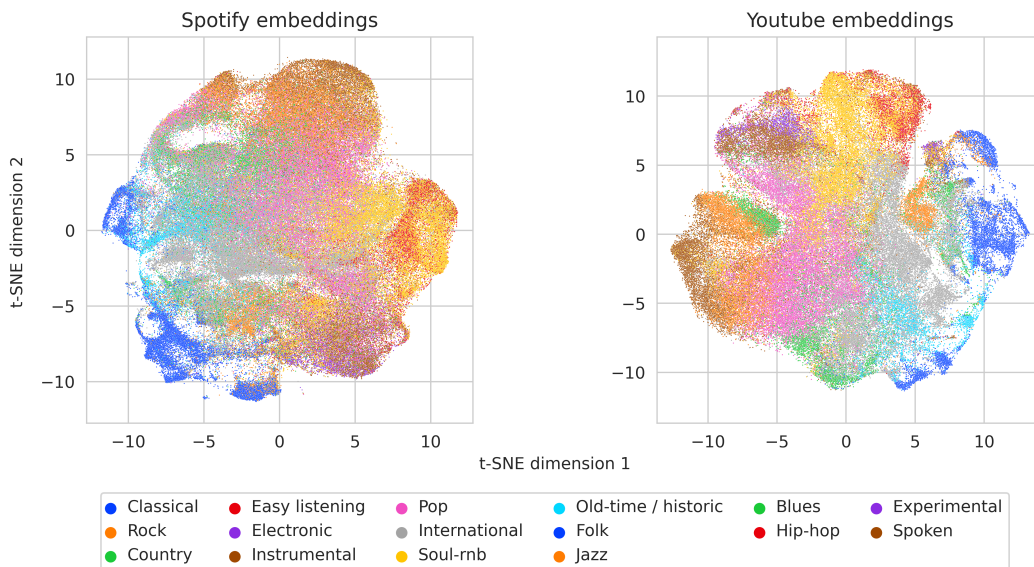 Spotify embeddings
Youtube embeddings
t-SNE dimension 2
10
5
0
−5
−10
−10
−5
0
5
10
10
5
0
−5
−10
−10
−5
0
5
10
t-SNE dimension 1
Classical Easy listening Pop Old-time / historic Blues Experimental
Rock Electronic International Folk Hip-hop Spoken
Country Instrumental Soul-rnb Jazz